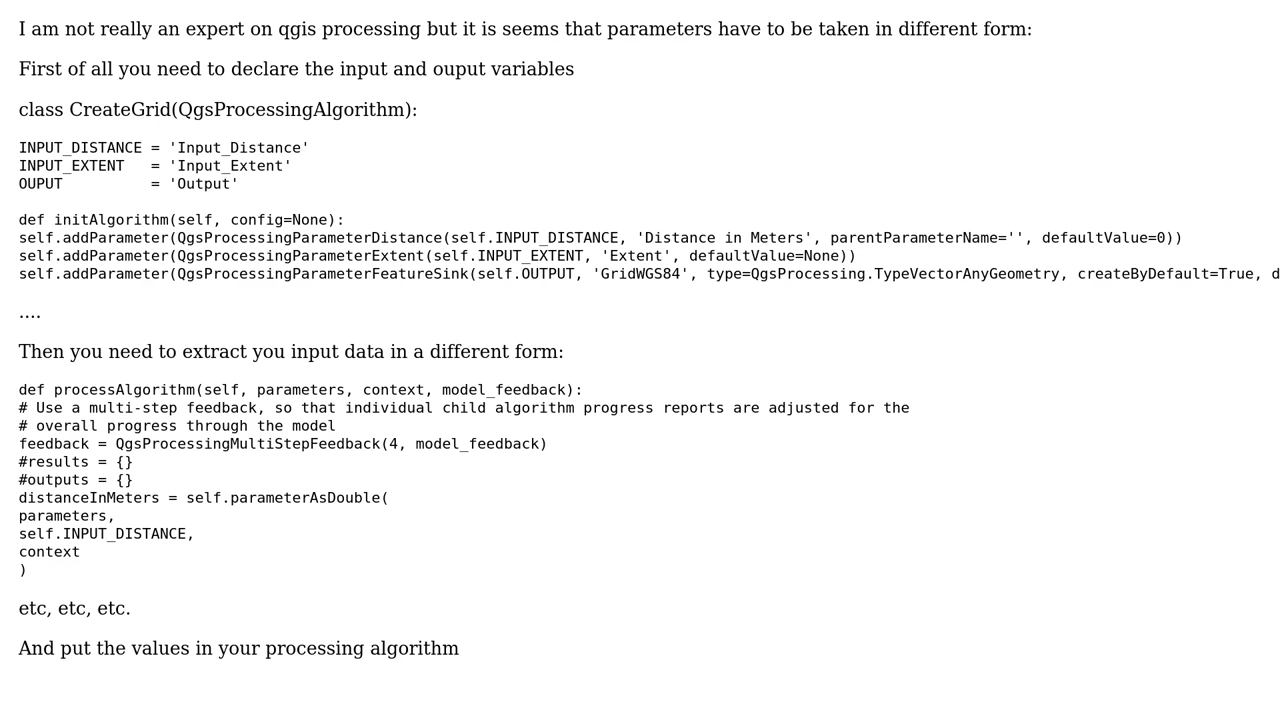 I am not really an expert on qgis processing but it is seems that parameters have to be taken in different form:
First of all you need to declare the input and ouput variables
class CreateGrid(QgsProcessingAlgorithm):
INPUT_DISTANCE = 'Input_Distance'
INPUT_EXTENT   = 'Input_Extent'
OUPUT          = 'Output'
def initAlgorithm(self, config=None):
self.addParameter(QgsProcessingParameterDistance(self.INPUT_DISTANCE, 'Distance in Meters', parentParameterName='', defaultValue=0))
self.addParameter(QgsProcessingParameterExtent(self.INPUT_EXTENT, 'Extent', defaultValue=None))
self.addParameter(QgsProcessingParameterFeatureSink(self.OUTPUT, 'GridWGS84', type=QgsProcessing.TypeVectorAnyGeometry, createByDefault=True, d
....
Then you need to extract you input data in a different form:
def processAlgorithm(self, parameters, context, model_feedback):
# Use a multi-step feedback, so that individual child algorithm progress reports are adjusted for the
# overall progress through the model
feedback = QgsProcessingMultiStepFeedback(4, model_feedback)
#results = {}
#outputs = {}
distanceInMeters = self.parameterAsDouble(
parameters,
self.INPUT_DISTANCE,
context
)
etc, etc, etc.
And put the values in your processing algorithm